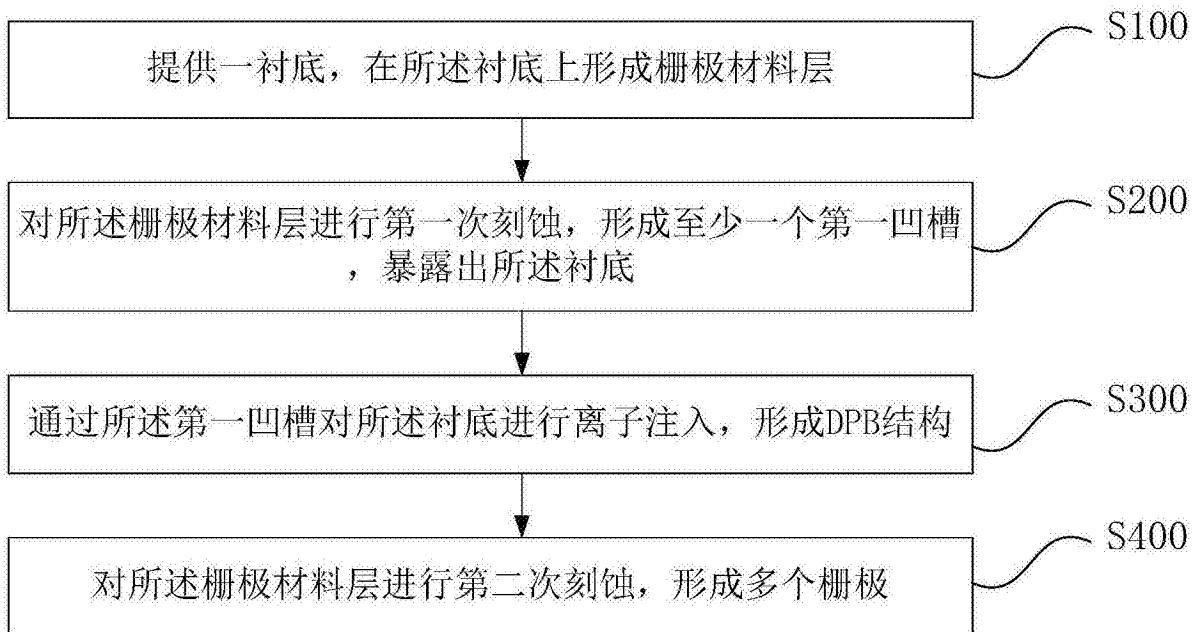 S100
提供一衬底，在所述衬底上形成栅极材料层
S200
对所述栅极材料层进行第一次刻蚀，形成至少一个第一凹槽
，暴露出所述衬底
S300
通过所述第一凹槽对所述衬底进行离子注入，形成DPB结构
S400
对所述栅极材料层进行第二次刻蚀，形成多个栅极